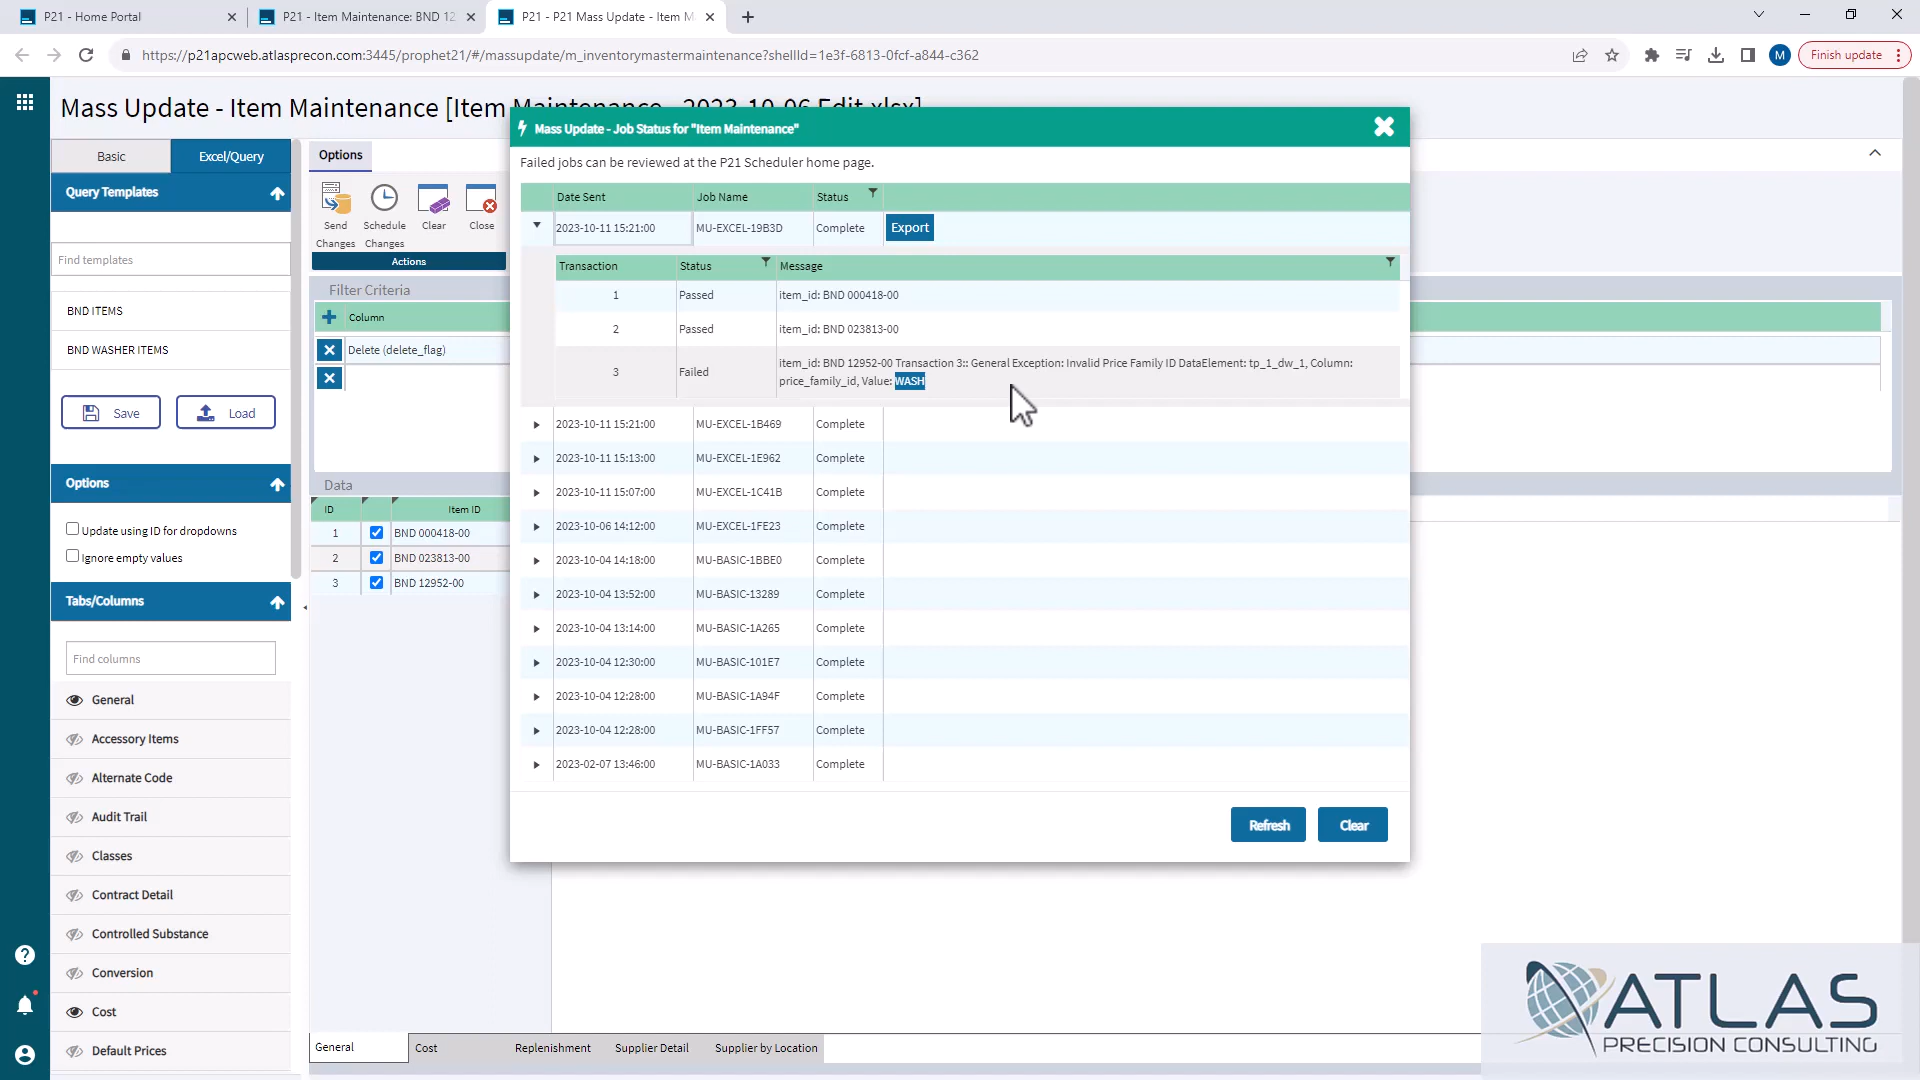 P21 - Home Portal
P21 - Item Maintenance: BND 12
P21 - P21 Mass Update - Item M
https://p21apcweb.atlasprecon.com:3445/prophet21/#/massupdate/m_inventorymastermaintenance?shellId=1e3f-6813-0fcf-a844-c362
M
Finish update
Mass Update - Item Maintenance [Item Maintenance - 2023-10-06 Edit.xlsx]
Basic
Excel/Query
Query Templates
Find templates
BND ITEMS
BND WASHER ITEMS
Save
Load
Options
Update using ID for dropdowns
Ignore empty values
Tabs/Columns
Find columns
General
Accessory Items
Alternate Code
Audit Trail
Classes
Contract Detail
Controlled Substance
Conversion
Cost
Default Prices
Options
Send Changes
Schedule Changes
Clear
Close
Actions
Filter Criteria
Column
Delete (delete_flag)
Data
ID Item ID
1 BND 000418-00
2 BND 023813-00
3 BND 12952-00
General
Cost
Replenishment
Supplier Detail
Supplier by Location
Mass Update - Job Status for "Item Maintenance"
Failed jobs can be reviewed at the P21 Scheduler home page.
Date Sent Job Name Status
2023-10-11 15:21:00 MU-EXCEL-19B3D Complete Export
Transaction Status Message
1 Passed item_id: BND 000418-00
2 Passed item_id: BND 023813-00
3 Failed item_id: BND 12952-00 Transaction 3:: General Exception: Invalid Price Family ID DataElement: tp_1_dw_1, Column:
price_family_id, Value: WASH
2023-10-11 15:21:00 MU-EXCEL-1B469 Complete
2023-10-11 15:13:00 MU-EXCEL-1E962 Complete
2023-10-11 15:07:00 MU-EXCEL-1C41B Complete
2023-10-06 14:12:00 MU-EXCEL-1FE23 Complete
2023-10-04 14:18:00 MU-BASIC-1BBE0 Complete
2023-10-04 13:52:00 MU-BASIC-13289 Complete
2023-10-04 13:14:00 MU-BASIC-1A265 Complete
2023-10-04 12:30:00 MU-BASIC-101E7 Complete
2023-10-04 12:28:00 MU-BASIC-1A94F Complete
2023-10-04 12:28:00 MU-BASIC-1FF57 Complete
2023-02-07 13:46:00 MU-BASIC-1A033 Complete
Refresh
Clear
ATLAS
PRECISION CONSULTING